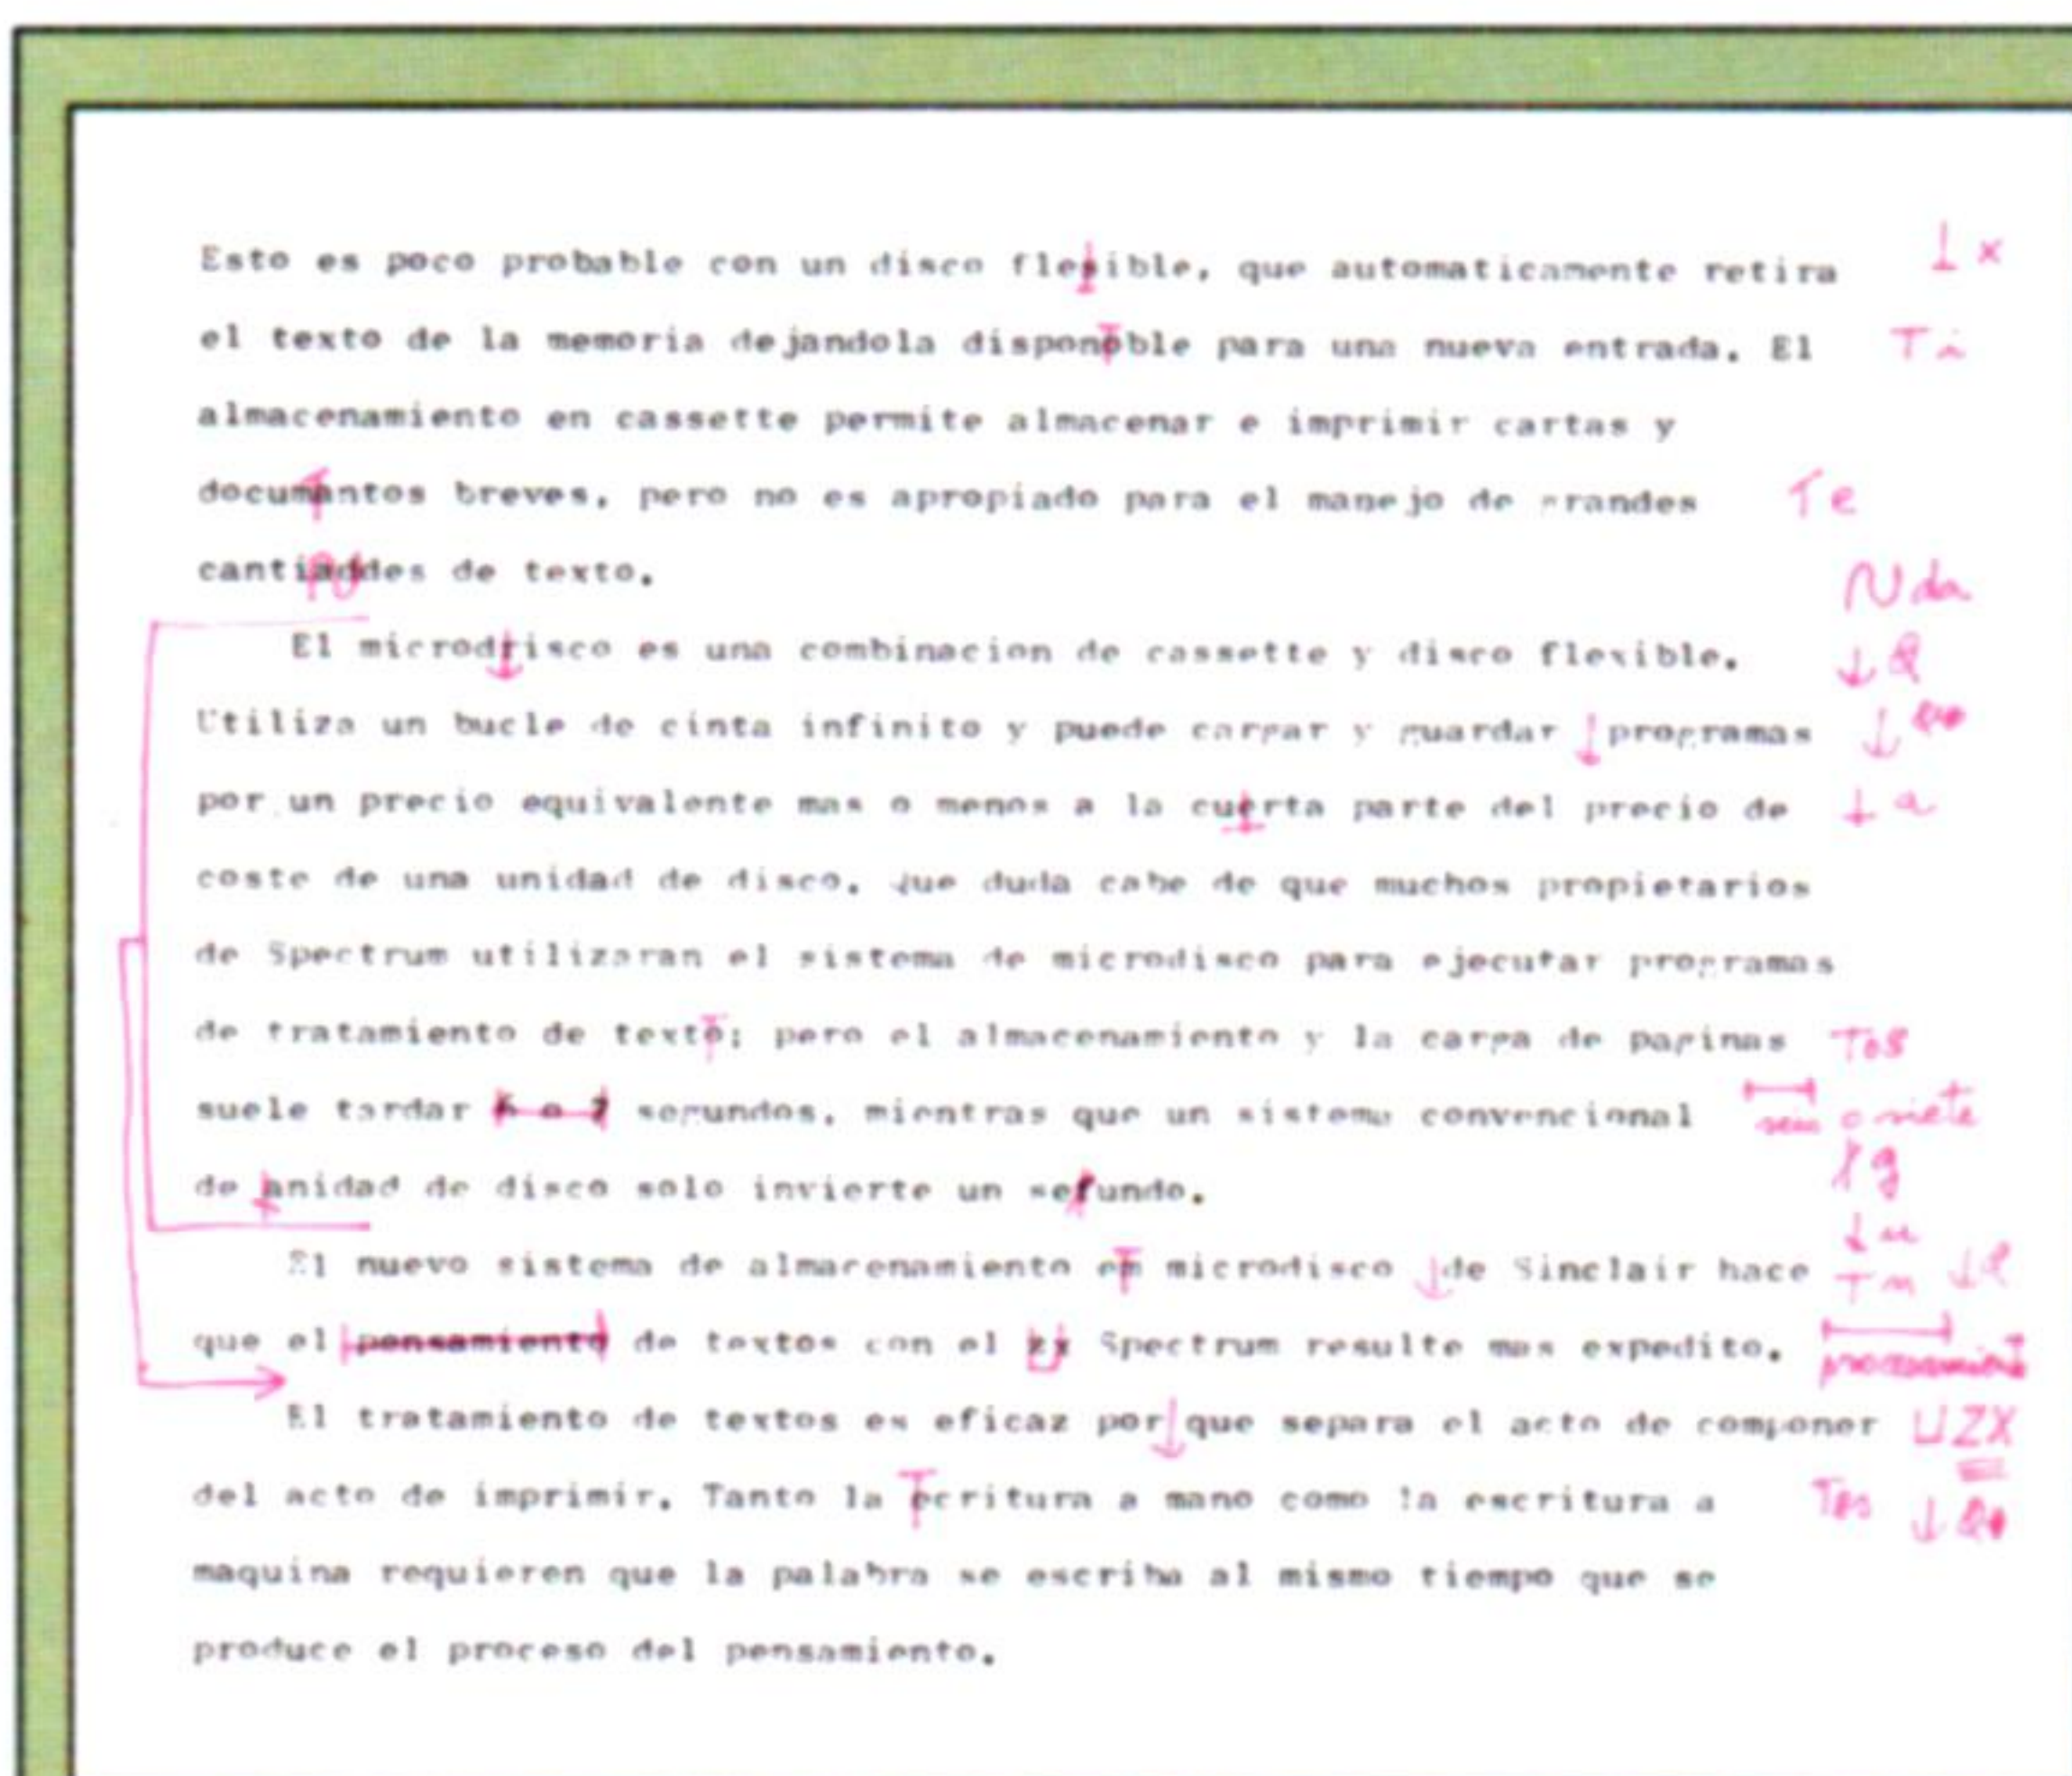 Esto es poco probable con un disco flesible, que automaticamente retira ⊥ x
el texto de la memoria dejandola disponoble para una nueva entrada. El T i
almacenamiento en cassette permite almacenar e imprimir cartas y
documantos breves, pero no es apropiado para el manejo de grandes T e
cantiaddes de texto. N da
El microdrisco es una combinacion de cassette y disco flexible. ↓
Utiliza un bucle de cinta infinito y puede cargar y guardar programas ↓
por un precio equivalente mas o menos a la cuerta parte del precio de ↓ a
coste de una unidad de disco. Que duda cabe de que muchos propietarios
de Spectrum utilizaran el sistema de microdisco para ejecutar programas
de tratamiento de texto; pero el almacenamiento y la carga de paginas T os
suele tardar 6 o 7 segundos, mientras que un sistema convencional seis o siete
de anidad de disco solo invierte un sefundo. / g
↓ u
El nuevo sistema de almacenamiento em microdisco de Sinclair hace T n ↓
que el pensamiento de textos con el zx Spectrum resulte mas expedito. procesamiento
El tratamiento de textos es eficaz por que separa el acto de componer ZX
del acto de imprimir. Tanto la ecritura a mano como la escritura a T es ↓
maquina requieren que la palabra se escriba al mismo tiempo que se
produce el proceso del pensamiento.